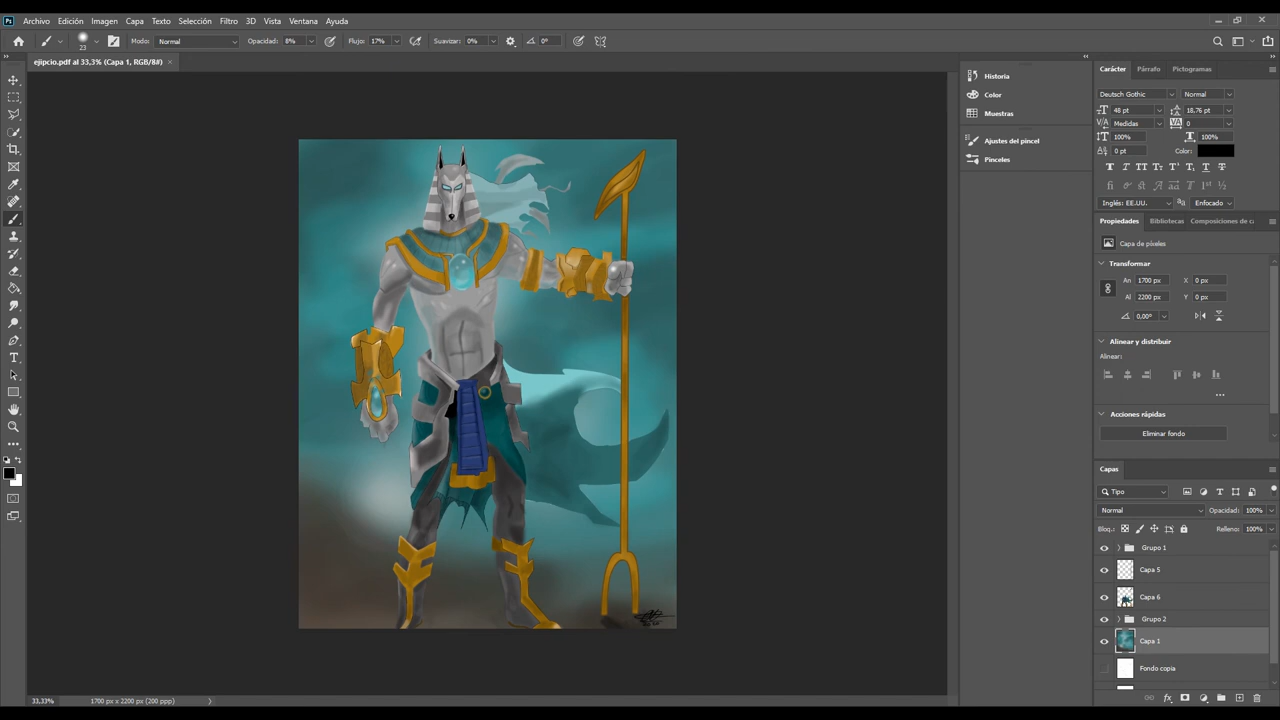 Ps Archivo Edición Imagen Capa Texto Selección Filtro 3D Vista Ventana Ayuda
23 Modo: Normal Opacidad: 8% Flujo: 17% Suavizar: 0% 0°
ejipcio.pdf al 33,3% (Capa 1, RGB/8#) ×
Historia
Color
Muestras
Ajustes del pincel
Pinceles
Carácter Párrafo Pictogramas
Deutsch Gothic Normal
48 pt 18,76 pt
Medidas 0
100% 100%
0 pt Color:
Inglés: EE.UU. Enfocado
Propiedades Bibliotecas Composiciones de ca
Capa de píxeles
Transformar
An 1700 px X 0 px
Al 2200 px Y 0 px
0,00°
Alinear y distribuir
Alinear:
Acciones rápidas
Eliminar fondo
Capas
Tipo
Normal Opacidad: 100%
Bloq.: Relleno: 100%
Grupo 1
Capa 5
Capa 6
Grupo 2
Capa 1
Fondo copia
33,33% 1700 px x 2200 px (200 ppp)